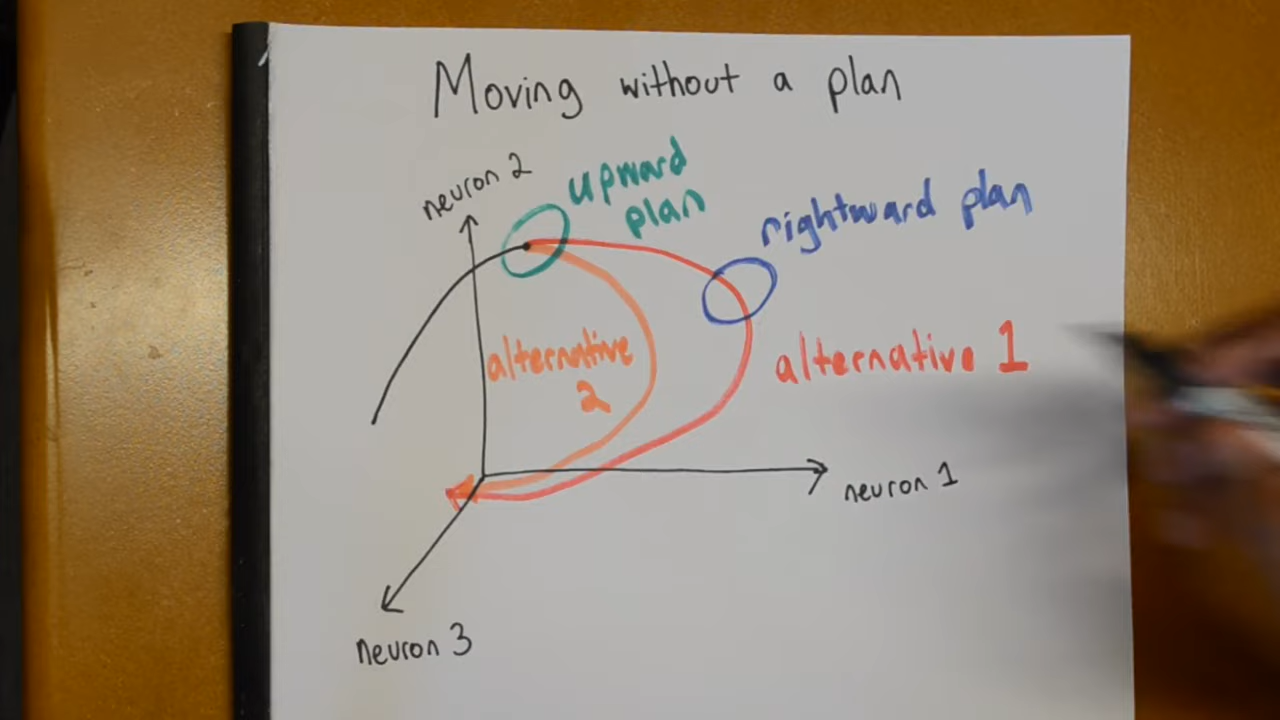 Moving without a plan
neuron 2
upward
plan
rightward plan
alternative
2
alternative 1
neuron 1
neuron 3